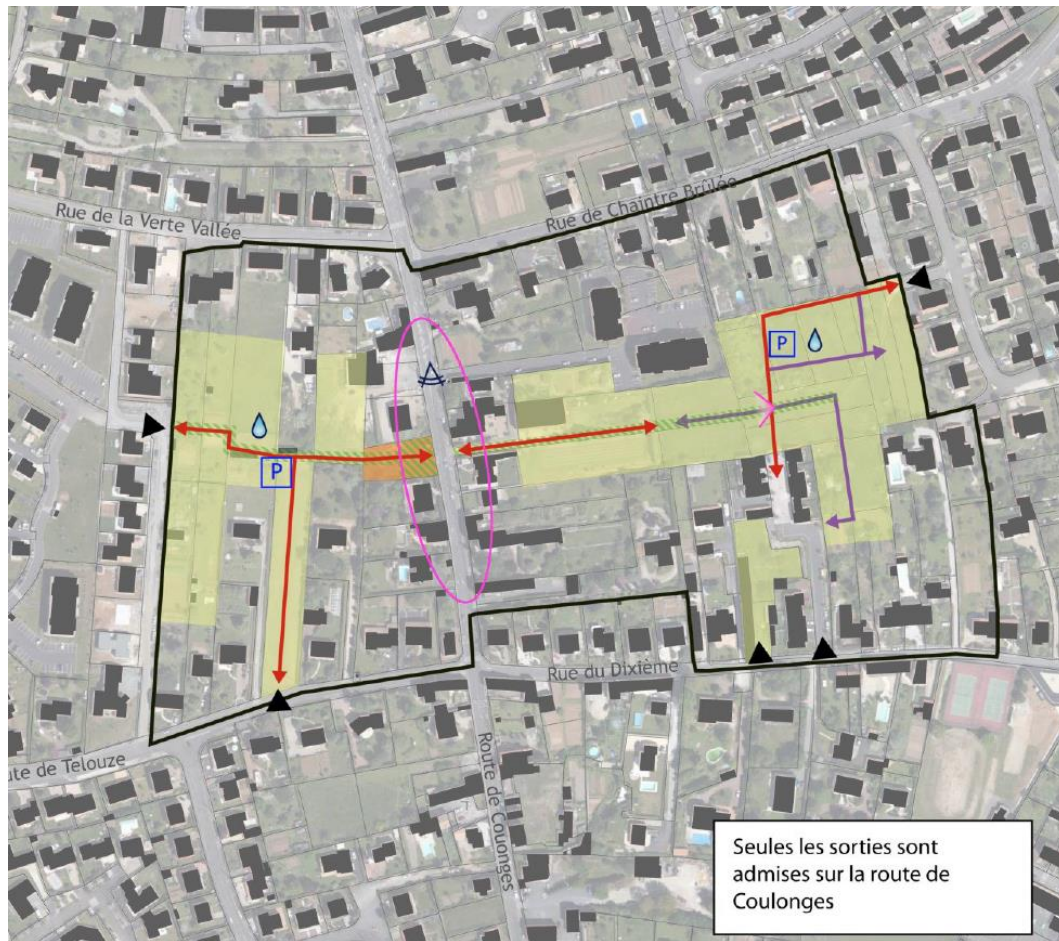 Rue de la Verte Vallée
Rue de Chaintre Brûlée
P
P
Rue du Dixième
ute de Telouze
Route de Couonges
Seules les sorties sont
admises sur la route de
Coulonges